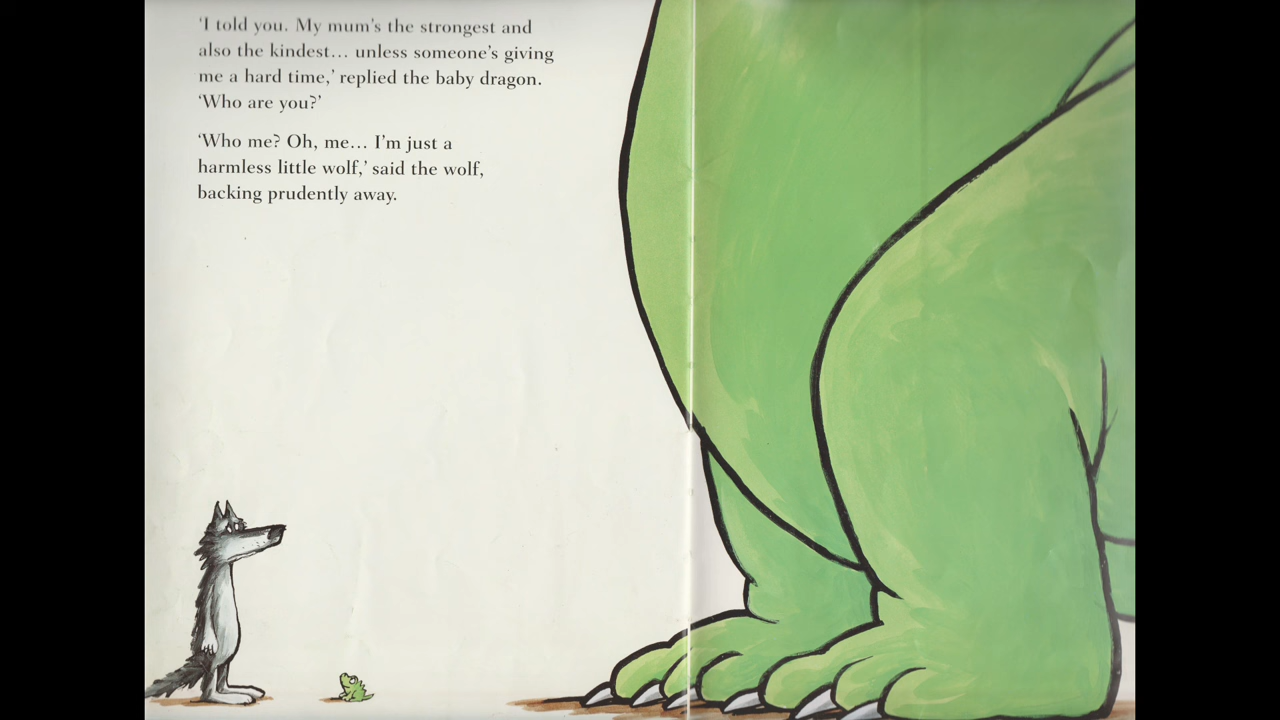 ‘I told you. My mum’s the strongest and
also the kindest… unless someone’s giving
me a hard time,’ replied the baby dragon.
‘Who are you?’
‘Who me? Oh, me… I’m just a
harmless little wolf,’ said the wolf,
backing prudently away.